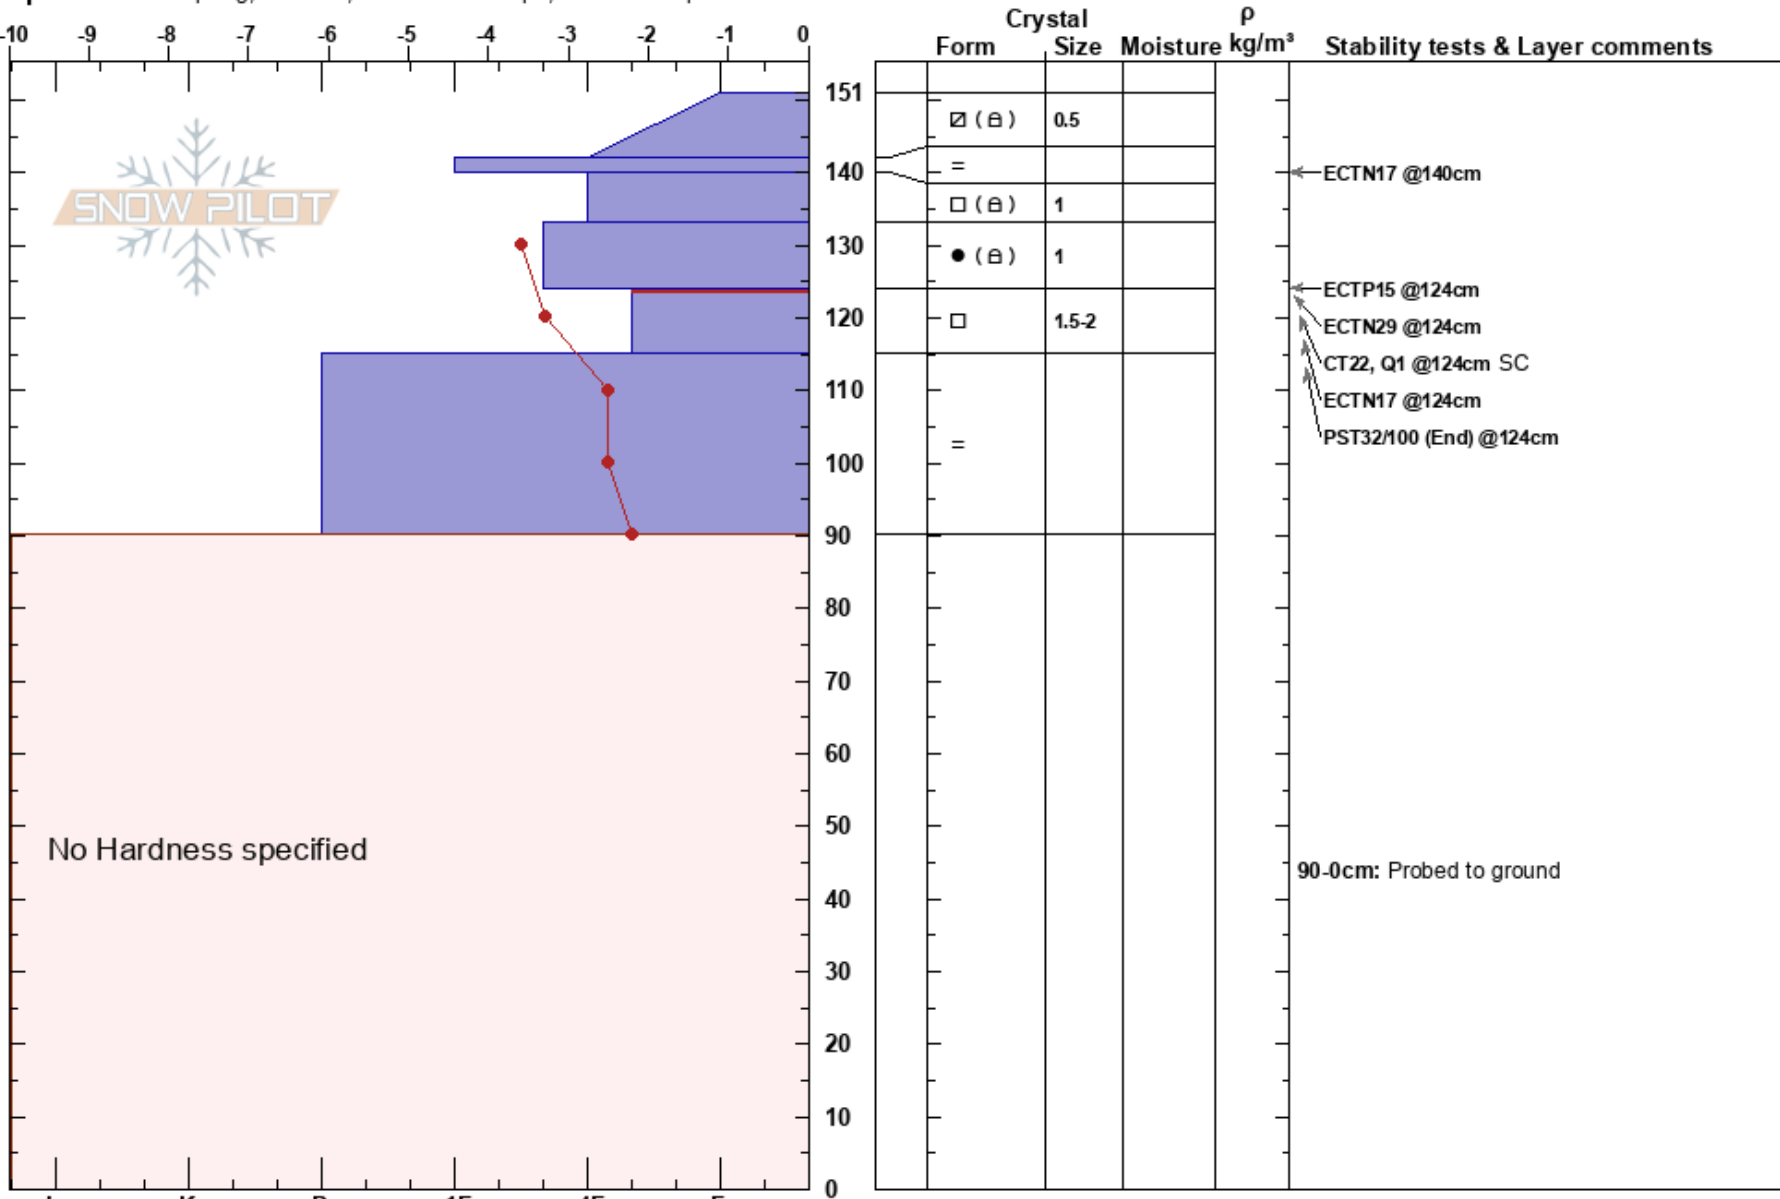 Crystal
ρ
Form Size Moisture kg/m³ Stability tests & Layer comments
-10 -9 -8 -7 -6 -5 -4 -3 -2 -1 0
151
0.5
140
ECTN17 @140cm
1
SNOW PILOT
130
1
ECTP15 @124cm
120
1.5-2
ECTN29 @124cm
CT22, Q1 @124cm SC
110
ECTN17 @124cm
PST32/100 (End) @124cm
=
=
100
90
80
70
60
50
No Hardness specified
90-0cm: Probed to ground
40
30
20
10
0